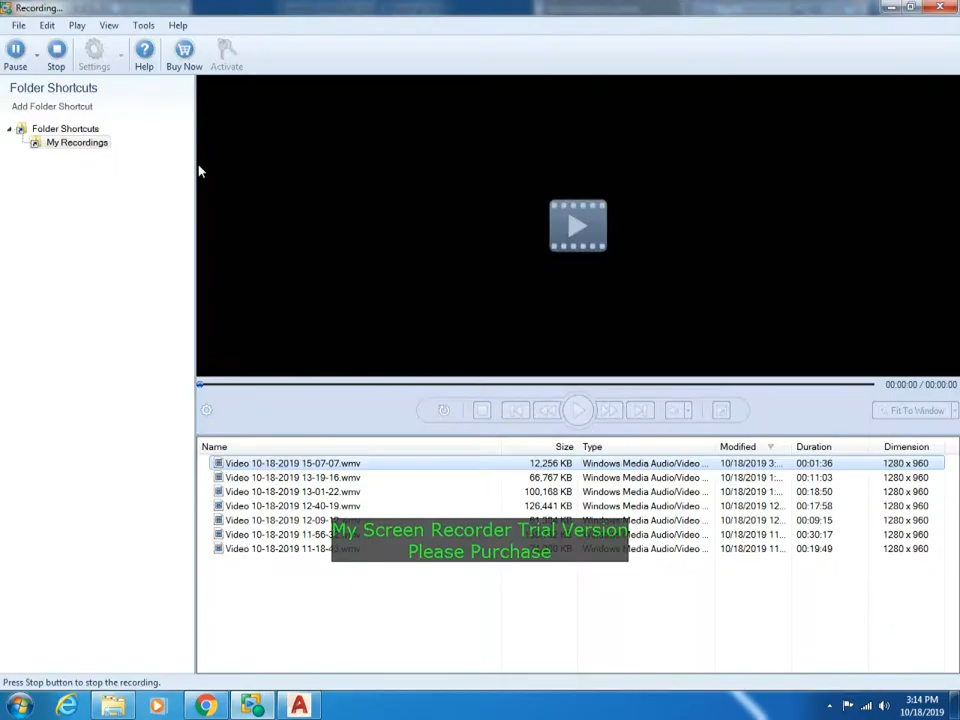 Recording...
File Edit Play View Tools Help
Pause Stop Settings Help Buy Now Activate
Folder Shortcuts
Add Folder Shortcut
Folder Shortcuts
My Recordings
00:00:00 / 00:00:00
Fit To Window
Name Size Type Modified Duration Dimension
Video 10-18-2019 15-07-07.wmv 12,256 KB Windows Media Audio/Video ... 10/18/2019 3:... 00:01:36 1280 x 960
Video 10-18-2019 13-19-16.wmv 66,767 KB Windows Media Audio/Video ... 10/18/2019 1:... 00:11:03 1280 x 960
Video 10-18-2019 13-01-22.wmv 100,168 KB Windows Media Audio/Video ... 10/18/2019 1:... 00:18:50 1280 x 960
Video 10-18-2019 12-40-19.wmv 126,441 KB Windows Media Audio/Video ... 10/18/2019 12... 00:17:58 1280 x 960
Video 10-18-2019 12-09- Windows Media Audio/Video ... 10/18/2019 12... 00:09:15 1280 x 960
Video 10-18-2019 11-56- Windows Media Audio/Video ... 10/18/2019 11... 00:30:17 1280 x 960
Video 10-18-2019 11-18- Windows Media Audio/Video ... 10/18/2019 11... 00:19:49 1280 x 960
My Screen Recorder Trial Version
Please Purchase
Press Stop button to stop the recording.
3:14 PM
10/18/2019